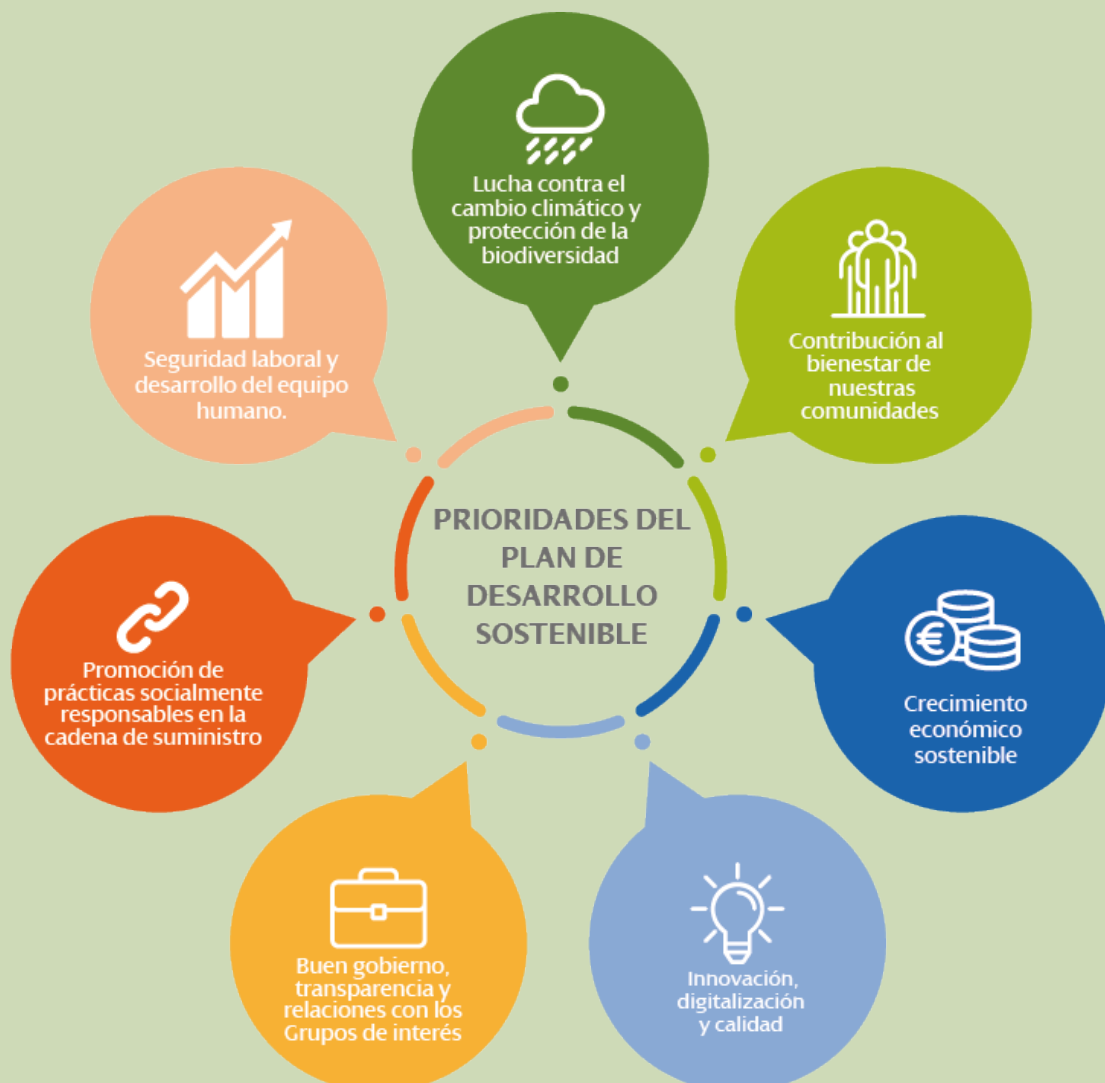 Lucha contra el
cambio climático y
protección de la
biodiversidad
Contribución al
bienestar de
nuestras
comunidades
Crecimiento
económico
sostenible
Innovación,
digitalización
y calidad
Buen gobierno,
transparencia y
relaciones con los
Grupos de interés
Promoción de
prácticas socialmente
responsables en la
cadena de suministro
Seguridad laboral y
desarrollo del equipo
humano.
PRIORIDADES DEL
PLAN DE
DESARROLLO
SOSTENIBLE
€